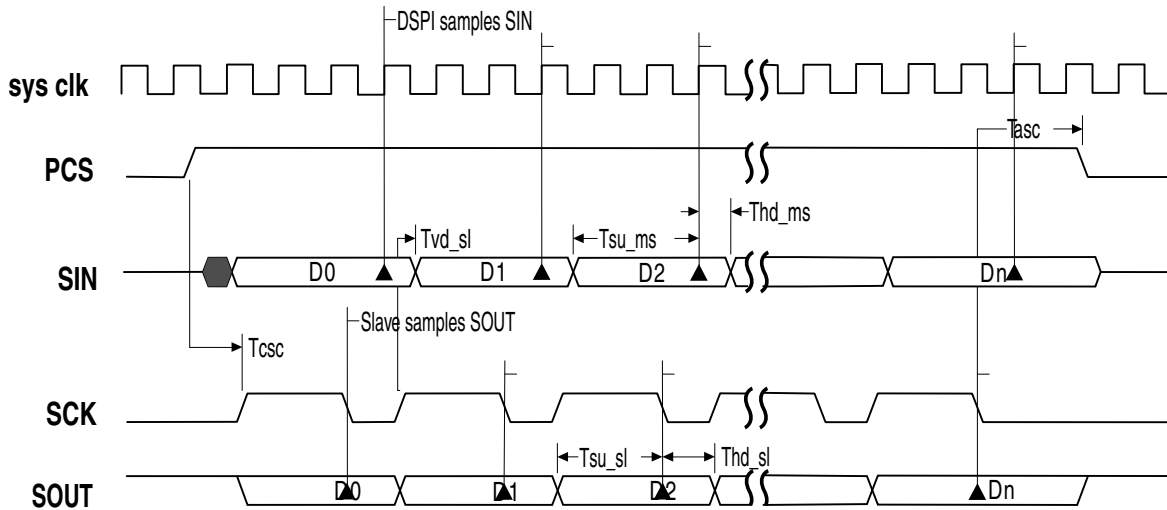 DSPI samples SIN
sys clk
Tasc
PCS
Thd_ms
Tvd_sl
Tsu_ms
SIN
D0
D1
D2
Dn
Slave samples SOUT
Tcsc
SCK
Tsu_sl
Thd_sl
SOUT
D0
D1
D2
Dn